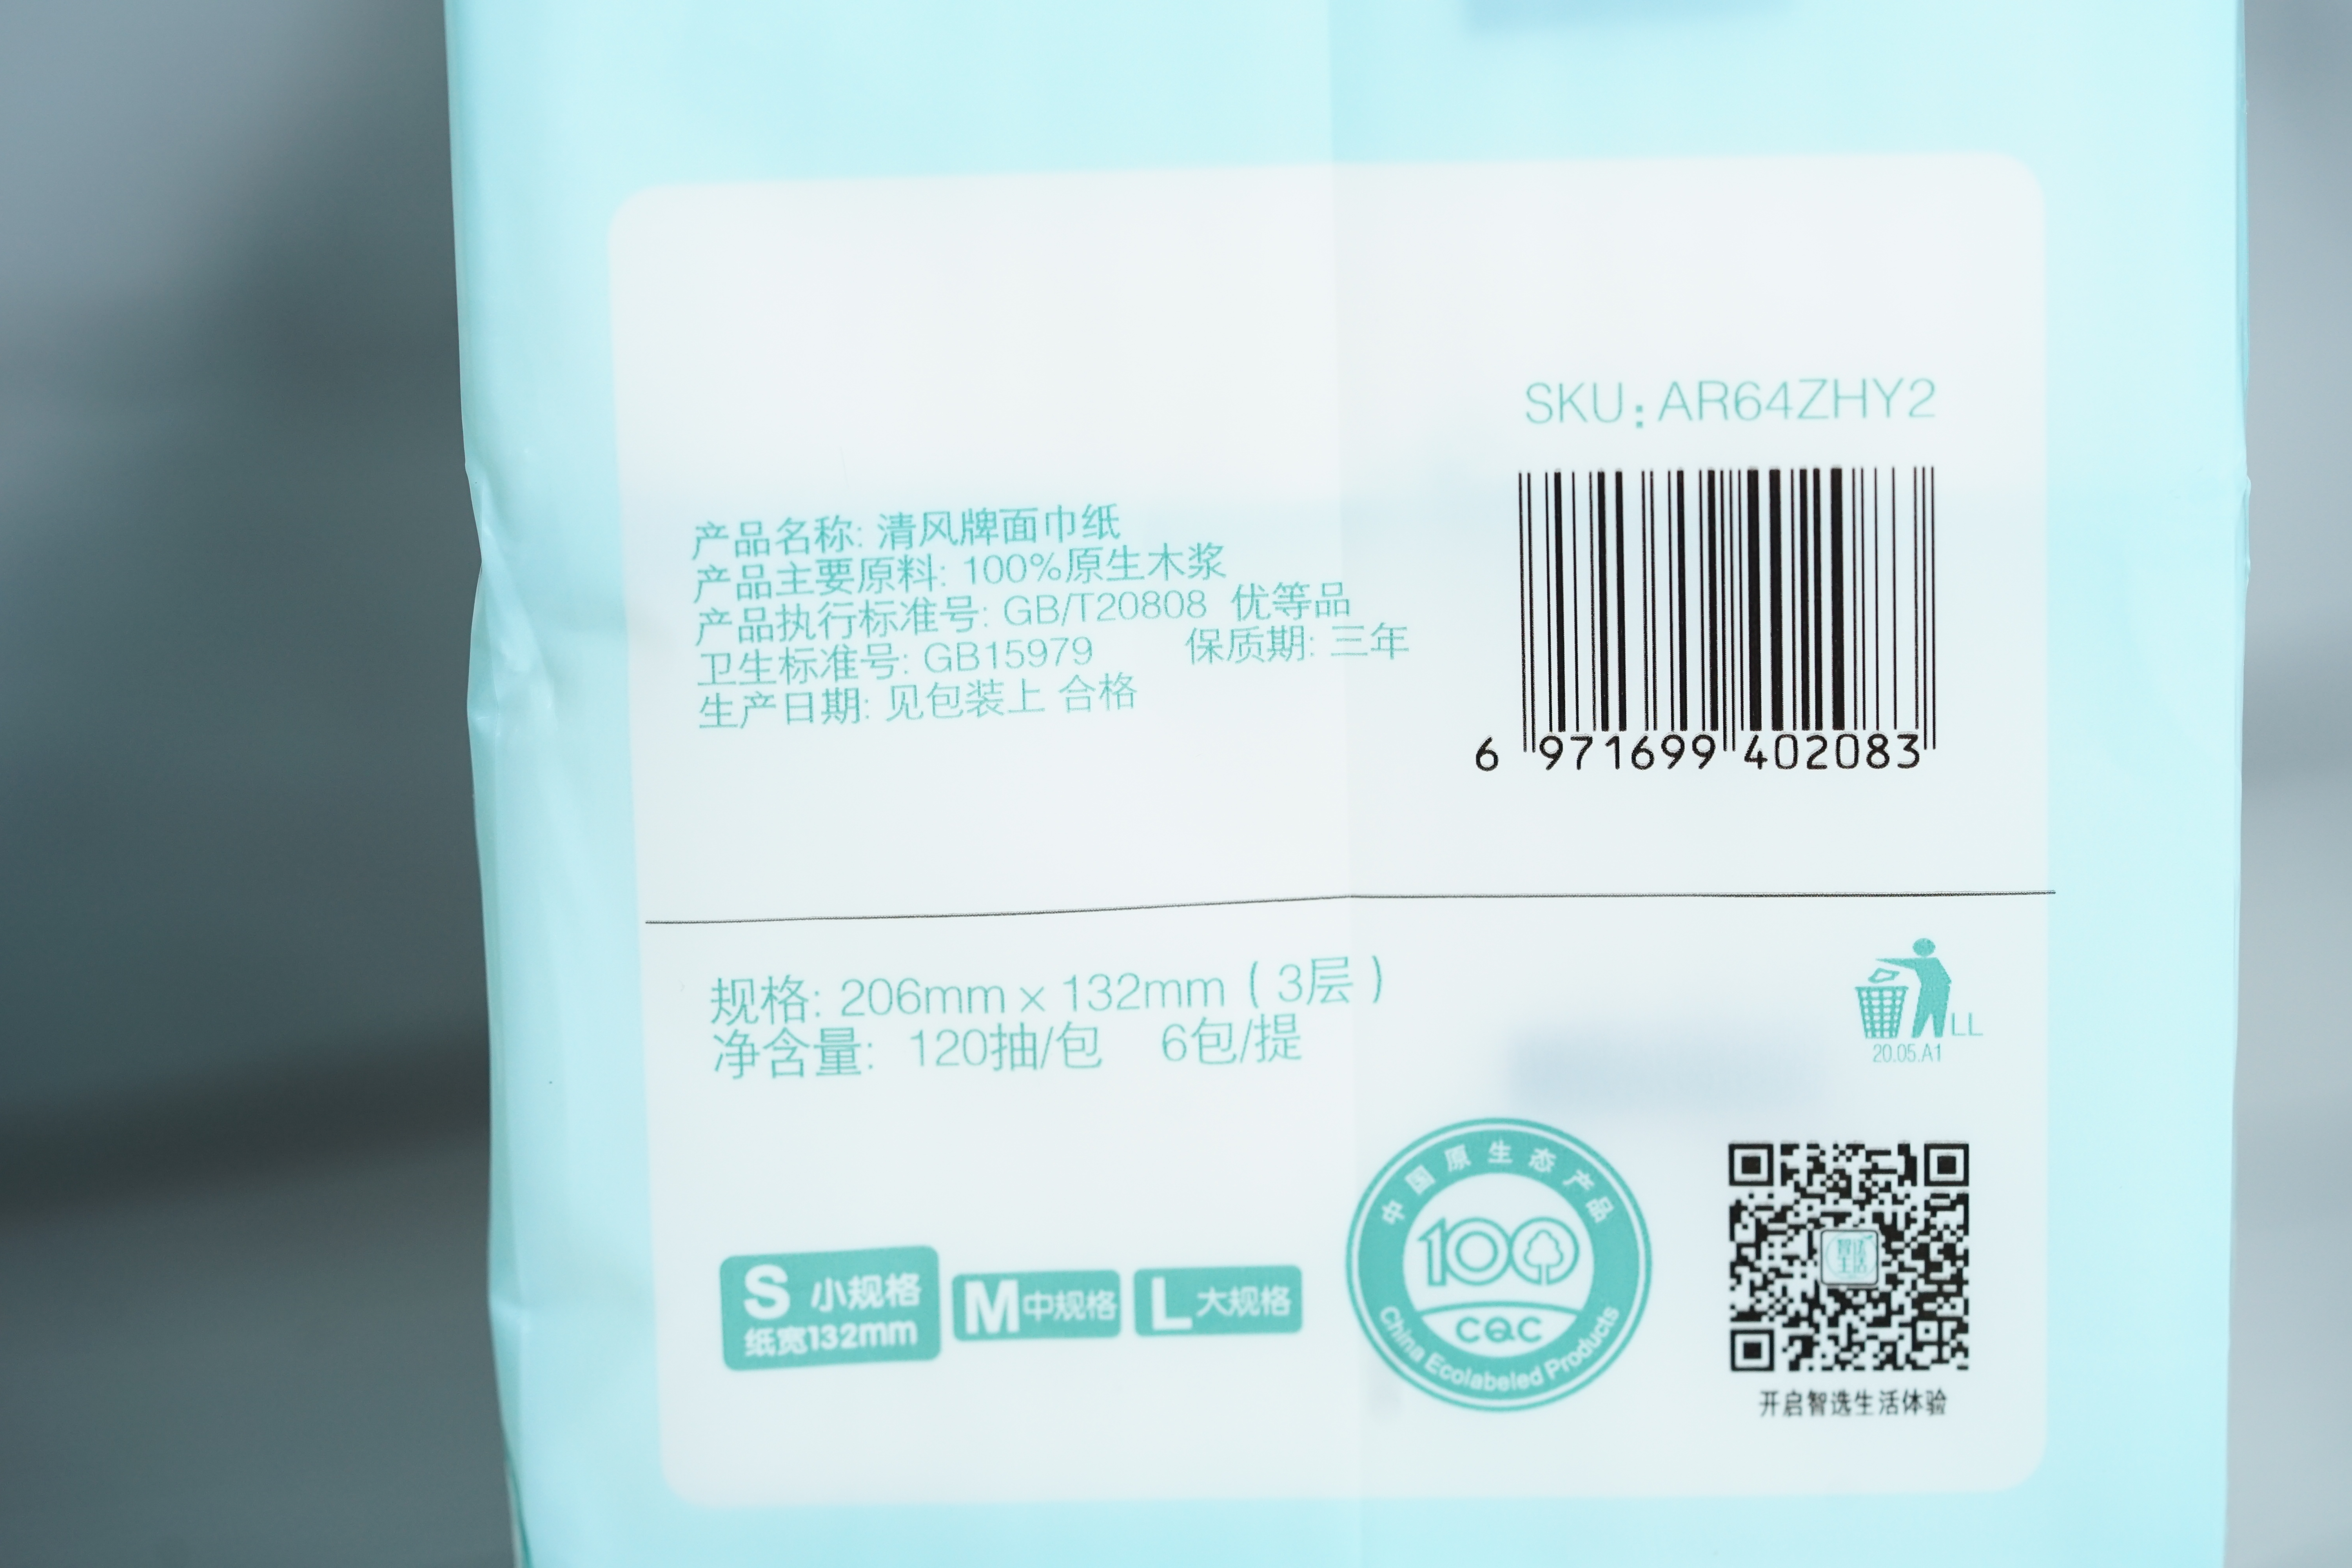 SKU:AR64ZHY2
产品名称: 清风牌面巾纸
产品主要原料: 100%原生木浆
产品执行标准号: GB/T20808 优等品
卫生标准号: GB15979 保质期: 三年
生产日期: 见包装上 合格
6 971699 402083
规格: 206mm×132mm(3层)
净含量: 120抽/包 6包/提
LL
20.05.A1
中国原生态产品
100
CQC
China Ecolabeled Products
S 小规格
纸宽132mm
M中规格
L大规格
智选
生活
开启智选生活体验